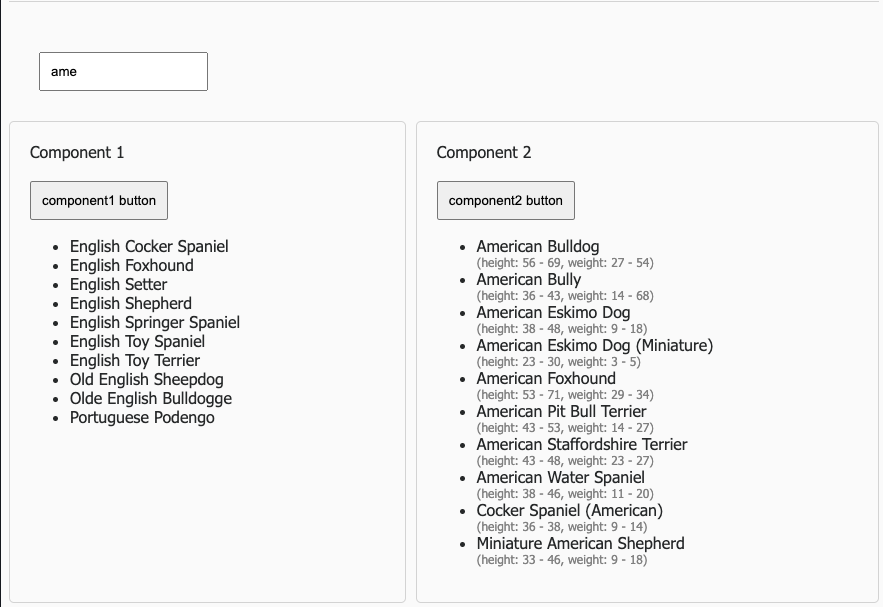 ame
Component 1
component1 button
English Cocker Spaniel
English Foxhound
English Setter
English Shepherd
English Springer Spaniel
English Toy Spaniel
English Toy Terrier
Old English Sheepdog
Olde English Bulldogge
Portuguese Podengo
Component 2
component2 button
American Bulldog
(height: 56 - 69, weight: 27 - 54)
American Bully
(height: 36 - 43, weight: 14 - 68)
American Eskimo Dog
(height: 38 - 48, weight: 9 - 18)
American Eskimo Dog (Miniature)
(height: 23 - 30, weight: 3 - 5)
American Foxhound
(height: 53 - 71, weight: 29 - 34)
American Pit Bull Terrier
(height: 43 - 53, weight: 14 - 27)
American Staffordshire Terrier
(height: 43 - 48, weight: 23 - 27)
American Water Spaniel
(height: 38 - 46, weight: 11 - 20)
Cocker Spaniel (American)
(height: 36 - 38, weight: 9 - 14)
Miniature American Shepherd
(height: 33 - 46, weight: 9 - 18)